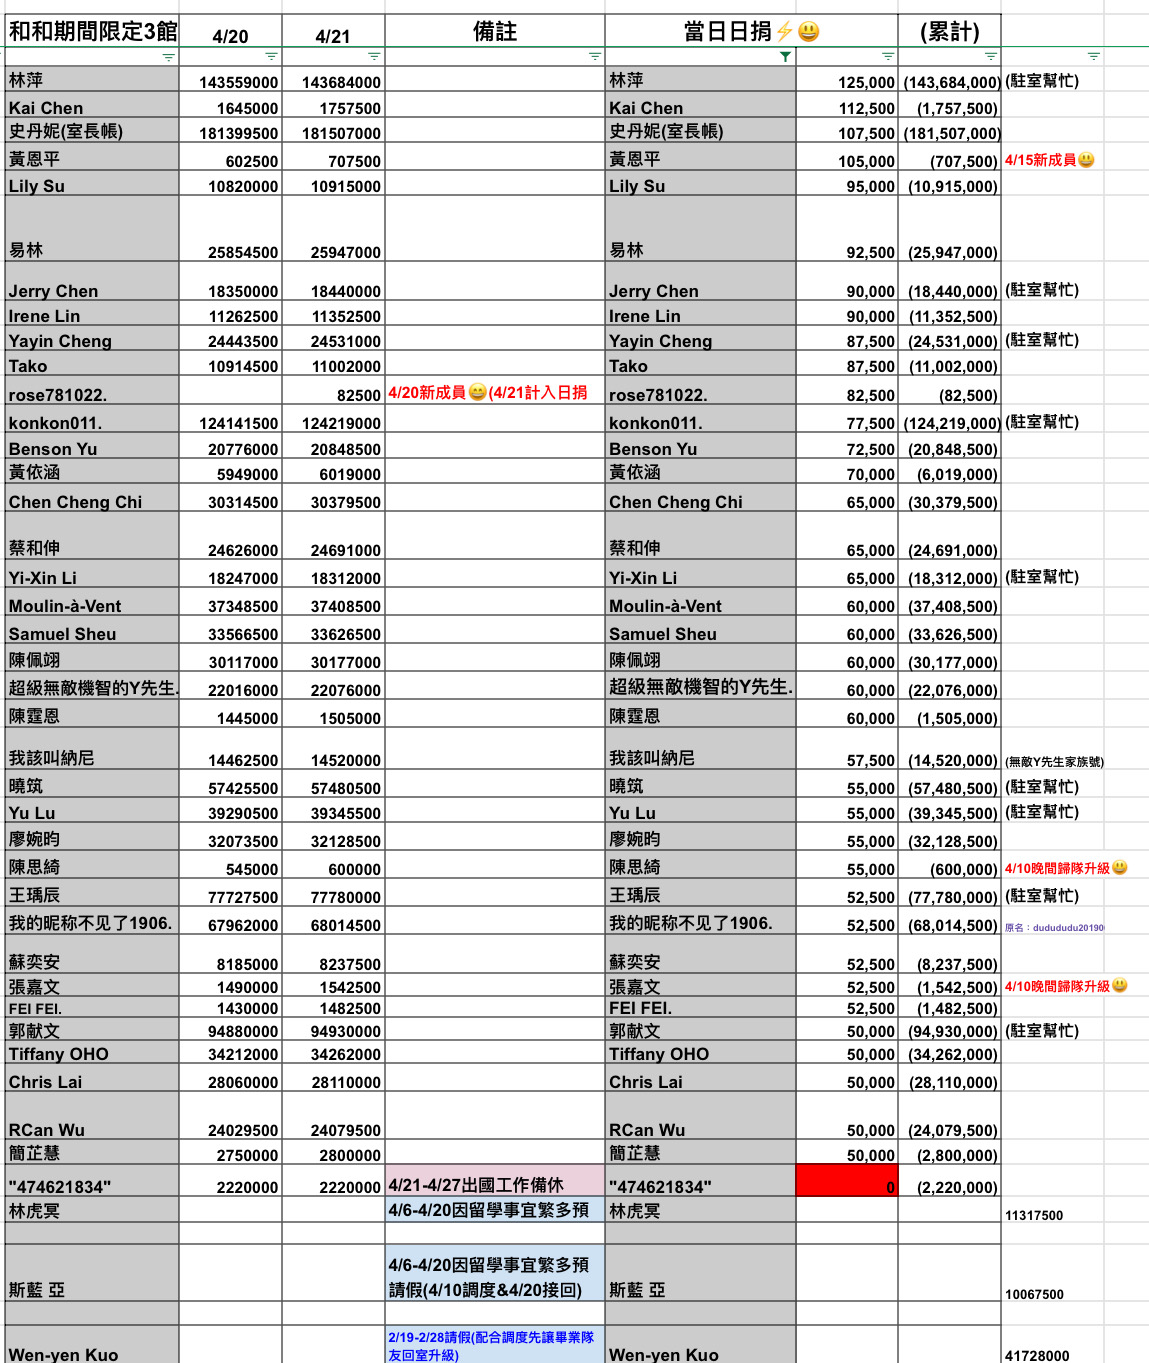 和和期間限定3館 4/20 4/21 備註 當日日捐⚡😃 (累計)
林萍 143559000 143684000 林萍 125,000 (143,684,000) (駐室幫忙)
Kai Chen 1645000 1757500 Kai Chen 112,500 (1,757,500)
史丹妮(室長帳) 181399500 181507000 史丹妮(室長帳) 107,500 (181,507,000)
黃恩平 602500 707500 黃恩平 105,000 (707,500) 4/15新成員😃
Lily Su 10820000 10915000 Lily Su 95,000 (10,915,000)
易林 25854500 25947000 易林 92,500 (25,947,000)
Jerry Chen 18350000 18440000 Jerry Chen 90,000 (18,440,000) (駐室幫忙)
Irene Lin 11262500 11352500 Irene Lin 90,000 (11,352,500)
Yayin Cheng 24443500 24531000 Yayin Cheng 87,500 (24,531,000) (駐室幫忙)
Tako 10914500 11002000 Tako 87,500 (11,002,000)
rose781022. 82500 4/20新成員😄(4/21計入日捐 rose781022. 82,500 (82,500)
konkon011. 124141500 124219000 konkon011. 77,500 (124,219,000) (駐室幫忙)
Benson Yu 20776000 20848500 Benson Yu 72,500 (20,848,500)
黃依涵 5949000 6019000 黃依涵 70,000 (6,019,000)
Chen Cheng Chi 30314500 30379500 Chen Cheng Chi 65,000 (30,379,500)
蔡和伸 24626000 24691000 蔡和伸 65,000 (24,691,000)
Yi-Xin Li 18247000 18312000 Yi-Xin Li 65,000 (18,312,000) (駐室幫忙)
Moulin-à-Vent 37348500 37408500 Moulin-à-Vent 60,000 (37,408,500)
Samuel Sheu 33566500 33626500 Samuel Sheu 60,000 (33,626,500)
陳佩翊 30117000 30177000 陳佩翊 60,000 (30,177,000)
超級無敵機智的Y先生. 22016000 22076000 超級無敵機智的Y先生. 60,000 (22,076,000)
陳霆恩 1445000 1505000 陳霆恩 60,000 (1,505,000)
我該叫納尼 14462500 14520000 我該叫納尼 57,500 (14,520,000) (無敵Y先生家族號)
曉筑 57425500 57480500 曉筑 55,000 (57,480,500) (駐室幫忙)
Yu Lu 39290500 39345500 Yu Lu 55,000 (39,345,500) (駐室幫忙)
廖婉昀 32073500 32128500 廖婉昀 55,000 (32,128,500)
陳思綺 545000 600000 陳思綺 55,000 (600,000) 4/10晚間歸隊升級😃
王瑀辰 77727500 77780000 王瑀辰 52,500 (77,780,000) (駐室幫忙)
我的昵称不见了1906. 67962000 68014500 我的昵称不见了1906. 52,500 (68,014,500) 原名：dudududu20190
蘇奕安 8185000 8237500 蘇奕安 52,500 (8,237,500)
張嘉文 1490000 1542500 張嘉文 52,500 (1,542,500) 4/10晚間歸隊升級😃
FEI FEI. 1430000 1482500 FEI FEI. 52,500 (1,482,500)
郭献文 94880000 94930000 郭献文 50,000 (94,930,000) (駐室幫忙)
Tiffany OHO 34212000 34262000 Tiffany OHO 50,000 (34,262,000)
Chris Lai 28060000 28110000 Chris Lai 50,000 (28,110,000)
RCan Wu 24029500 24079500 RCan Wu 50,000 (24,079,500)
簡芷慧 2750000 2800000 簡芷慧 50,000 (2,800,000)
"474621834" 2220000 2220000 4/21-4/27出國工作備休 "474621834" 0 (2,220,000)
林虎冥 4/6-4/20因留學事宜繁多預 林虎冥 11317500
4/6-4/20因留學事宜繁多預
斯藍 亞 請假(4/10調度&4/20接回) 斯藍 亞 10067500
2/19-2/28請假(配合調度先讓畢業隊
Wen-yen Kuo 友回室升級) Wen-yen Kuo 41728000